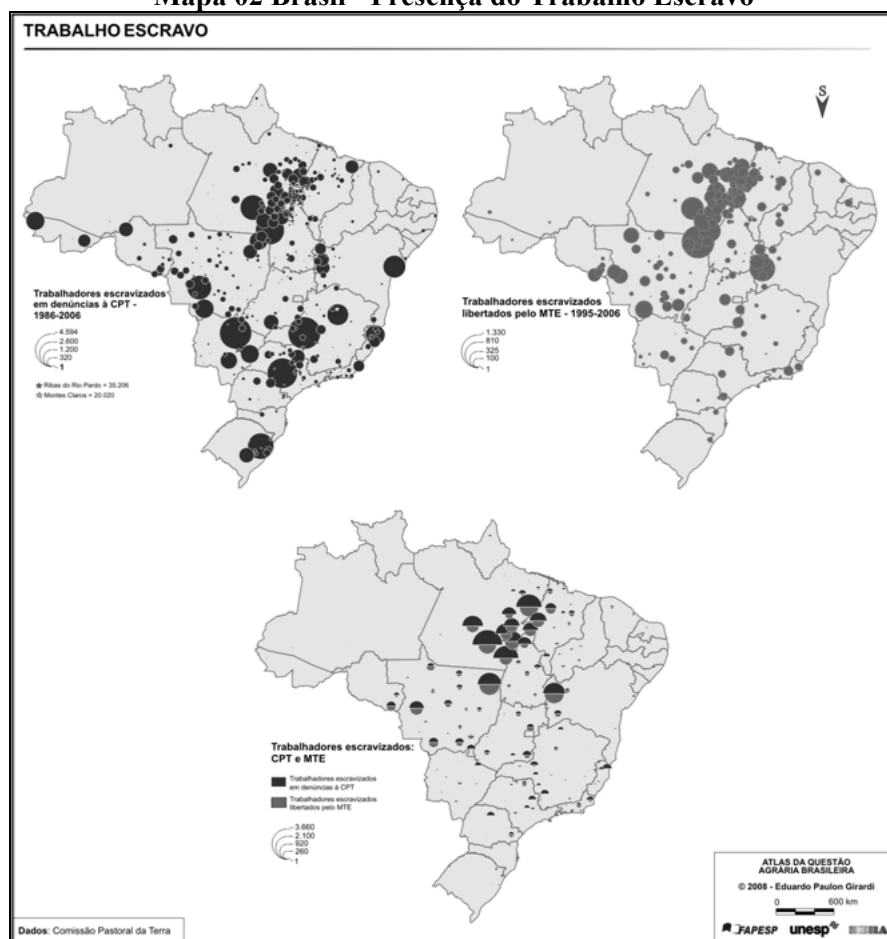 Mapa 02 Brasil - Presença do Trabalho Escravo
TRABALHO ESCRAVO
S
Trabalhadores escravizados
em denúncias à CPT -
1986-2006
4.594
2.600
1.200
320
1
Ribas do Rio Pardo = 35.206
Montes Claros = 20.020
Trabalhadores escravizados
libertados pelo MTE - 1995-2006
1.330
810
325
100
1
Trabalhadores escravizados:
CPT e MTE
Trabalhadores escravizados
em denúncias à CPT
Trabalhadores escravizados
libertados pelo MTE
3.660
2.100
920
260
1
Dados: Comissão Pastoral da Terra
ATLAS DA QUESTÃO
AGRÁRIA BRASILEIRA
© 2008 - Eduardo Paulon Girardi
0 600 km
FAPESP unesp